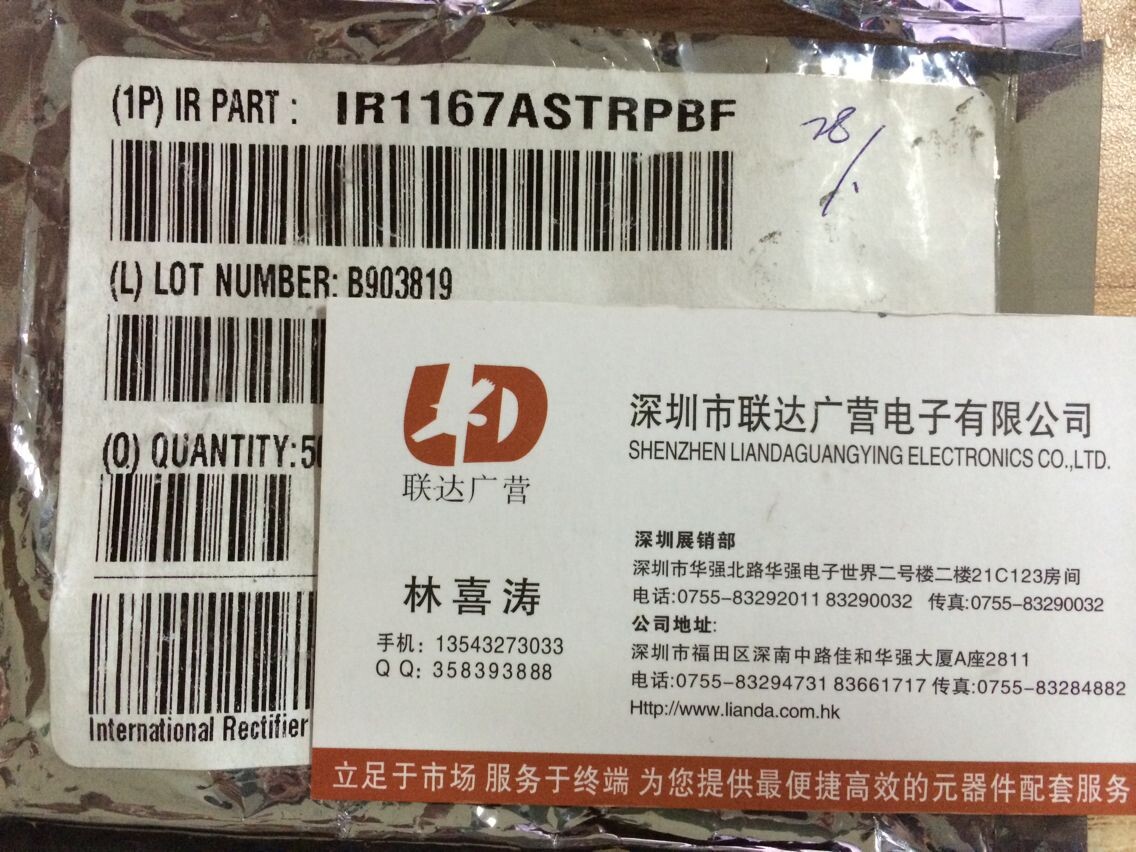 (1P) IR PART : IR1167ASTRPBF
28/.
(L) LOT NUMBER: B903819
(Q) QUANTITY:50
International Rectifier
LD
联达广营
林喜涛
手机: 13543273033
QQ: 358393888
深圳市联达广营电子有限公司
SHENZHEN LIANDAGUANGYING ELECTRONICS CO.,LTD.
深圳展销部
深圳市华强北路华强电子世界二号楼二楼21C123房间
电话:0755-83292011 83290032 传真:0755-83290032
公司地址:
深圳市福田区深南中路佳和华强大厦A座2811
电话:0755-83294731 83661717 传真:0755-83284882
Http://www.lianda.com.hk
立足于市场 服务于终端 为您提供最便捷高效的元器件配套服务